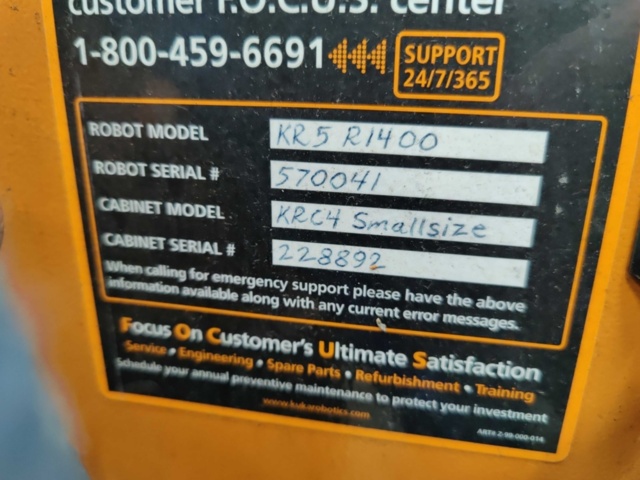 customer F.O.C.U.S. center
1-800-459-6691
SUPPORT
24/7/365
ROBOT MODEL KR5 R1400
ROBOT SERIAL # 570041
CABINET MODEL KRC4 Smallsize
CABINET SERIAL # 228892
When calling for emergency support please have the above
information available along with any current error messages.
Focus On Customer's Ultimate Satisfaction
Service • Engineering • Spare Parts • Refurbishment • Training
Schedule your annual preventive maintenance to protect your investment
www.kukarobotics.com